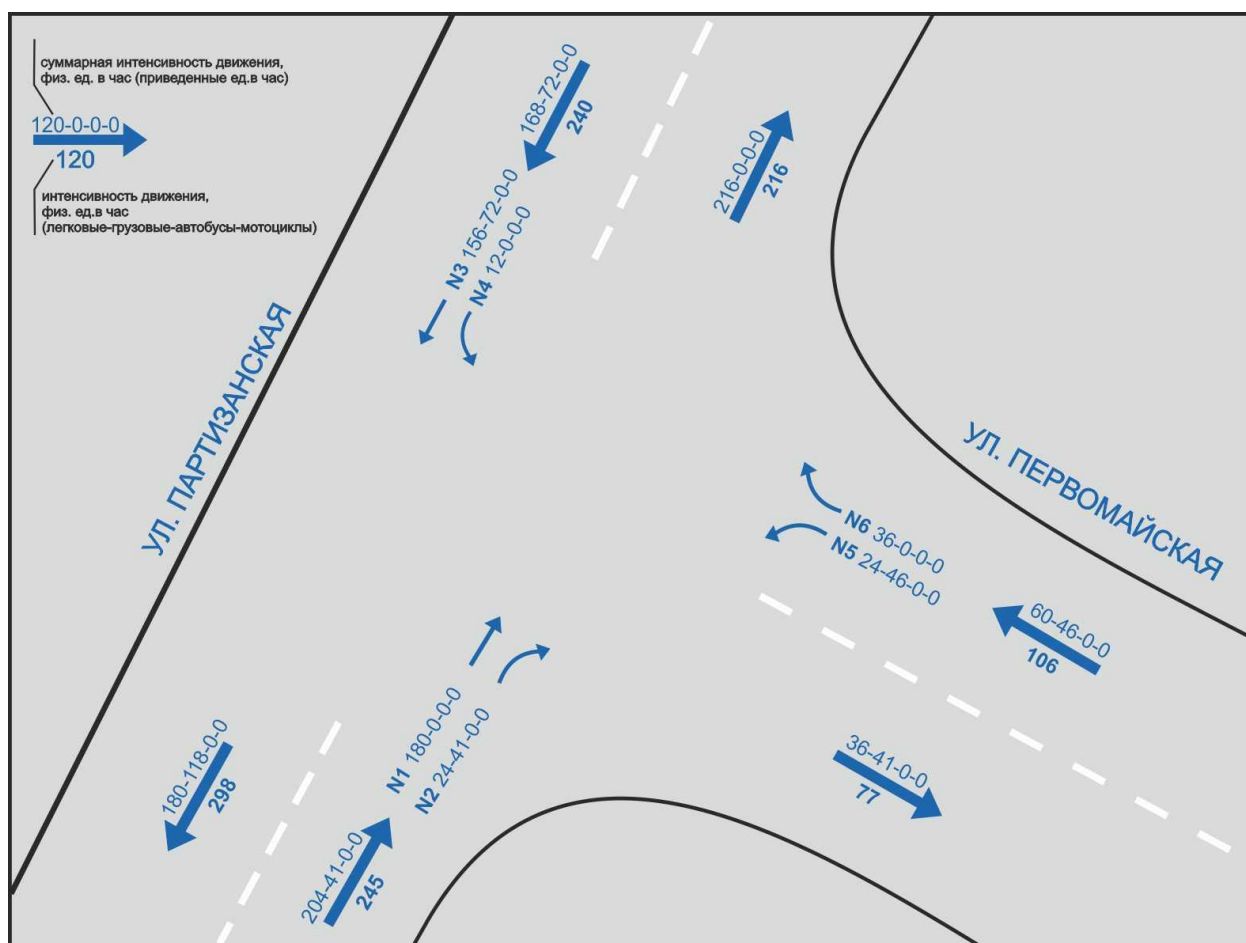 суммарная интенсивность движения,
физ. ед. в час (приведенные ед.в час)
120-0-0-0
120
интенсивность движения,
физ. ед.в час
(легковые-грузовые-автобусы-мотоциклы)
168-72-0-0
240
216-0-0-0
216
N3 156-72-0-0
N4 12-0-0-0
УЛ. ПАРТИЗАНСКАЯ
УЛ. ПЕРВОМАЙСКАЯ
N6 36-0-0-0
N5 24-46-0-0
60-46-0-0
106
36-41-0-0
77
N1 180-0-0-0
N2 24-41-0-0
180-118-0-0
298
204-41-0-0
245